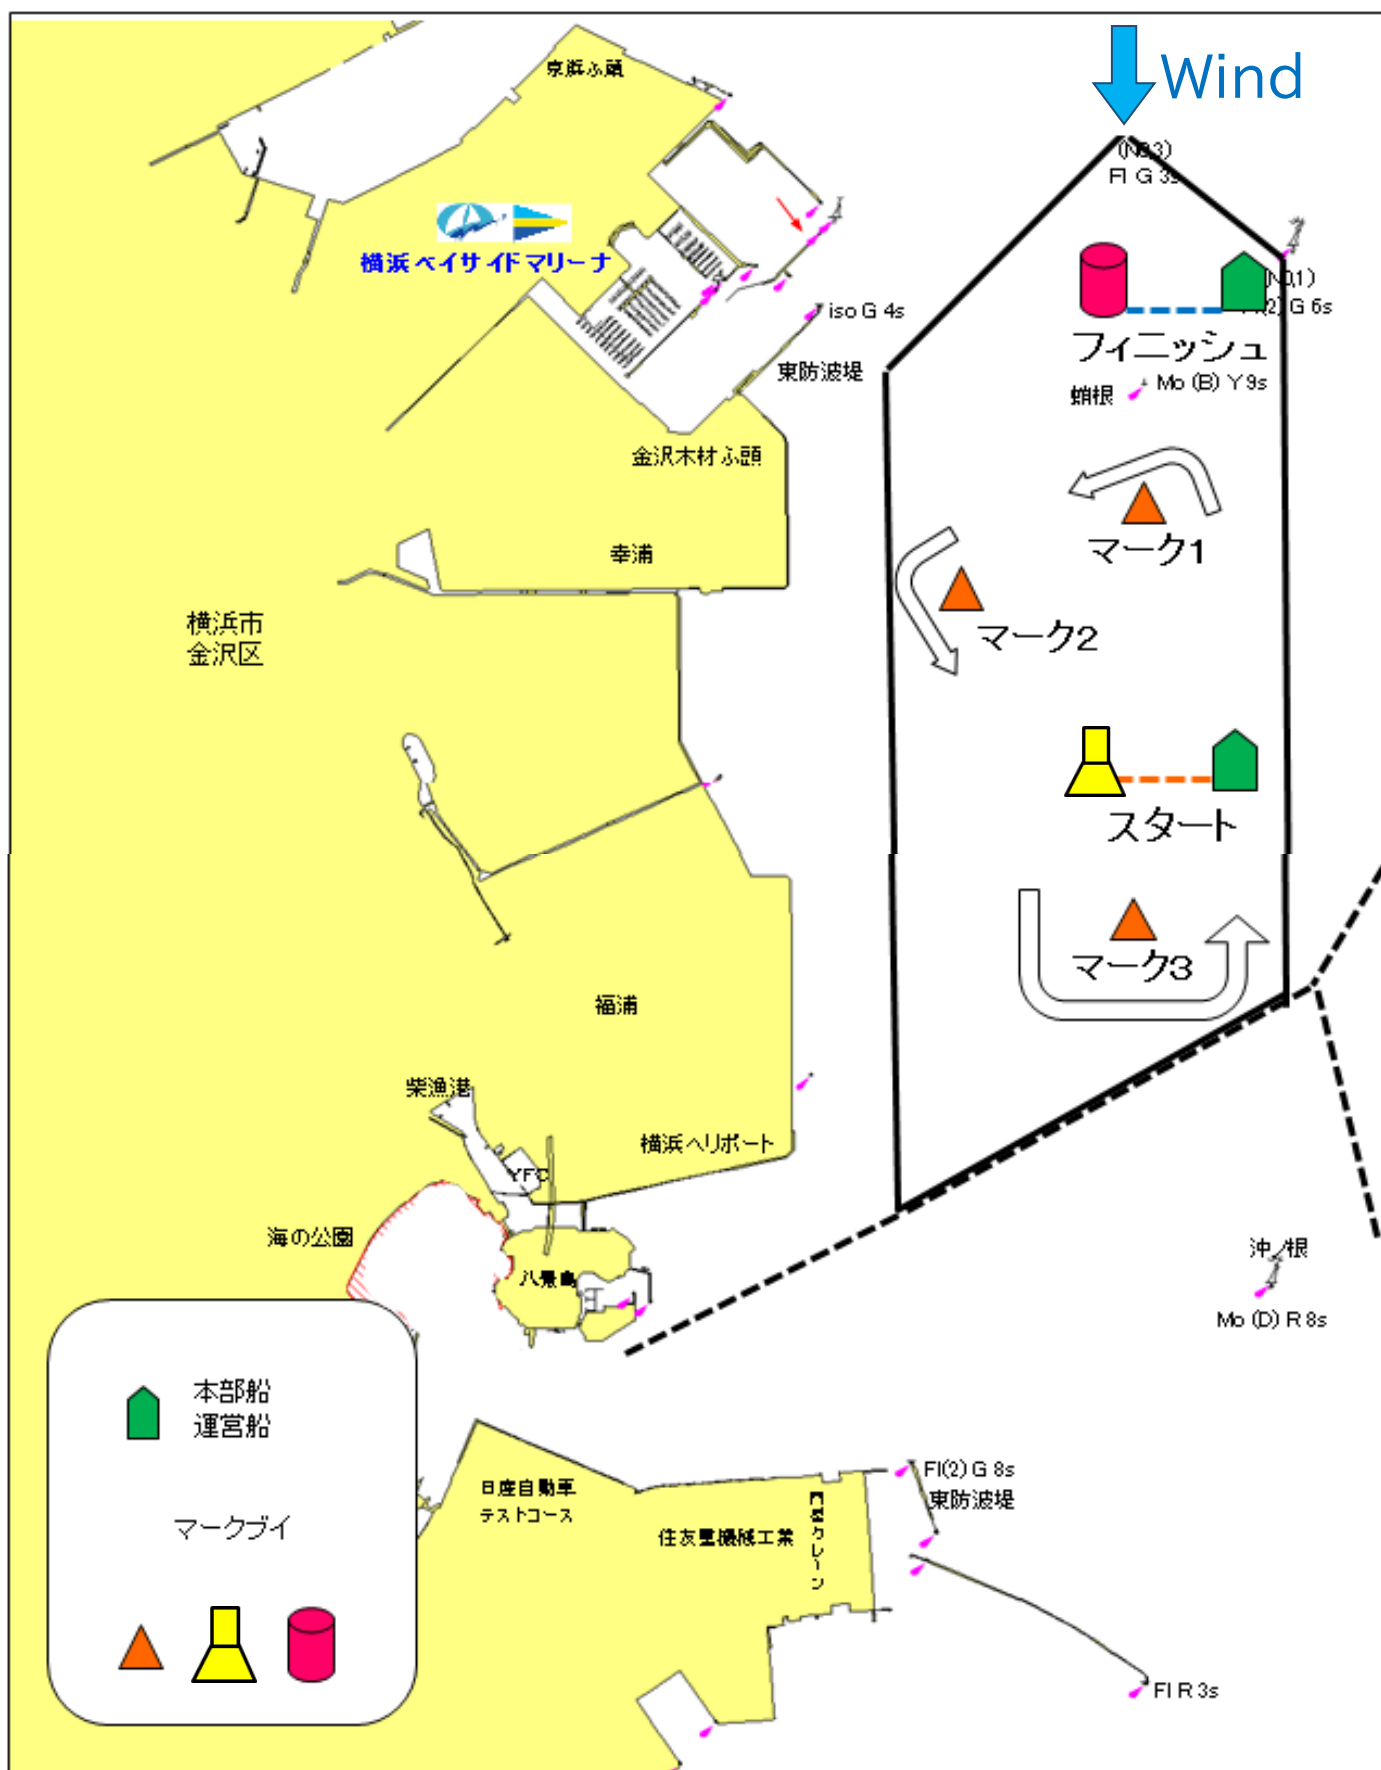 Wind
京浜ふ頭
(N0,3)
Fl G 3s
横浜ベイサイドマリーナ
(N0,1)
Fl(2) G 6s
iso G 4s
フィニッシュ
東防波堤
蛸根
Mo (B) Y 9s
金沢木材ふ頭
マーク1
幸浦
横浜市
金沢区
マーク2
スタート
マーク3
福浦
柴漁港
横浜ヘリポート
YFC
海の公園
沖ノ根
八景島
Mo (D) R 8s
本部船
運営船
マークブイ
日産自動車
テストコース
住友重機械工業
Fl(2) G 8s
東防波堤
Fl R 3s